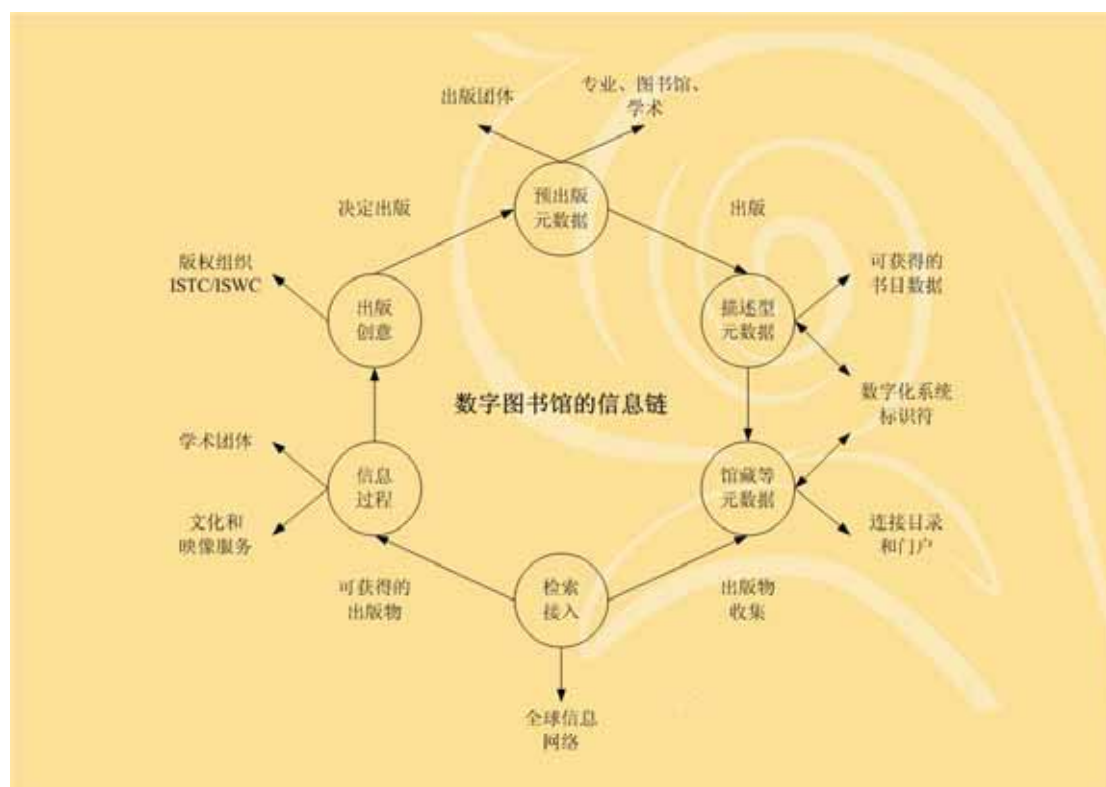 出版团体
专业、图书馆、
学术
预出版
元数据
决定出版
出版
版权组织
ISTC/ISWC
出版
创意
描述型
元数据
可获得的
书目数据
数字图书馆的信息链
数字化系统
标识符
学术团体
信息
过程
馆藏等
元数据
文化和
映像服务
连接目录
和门户
可获得的
出版物
检索
接入
出版物
收集
全球信息
网络